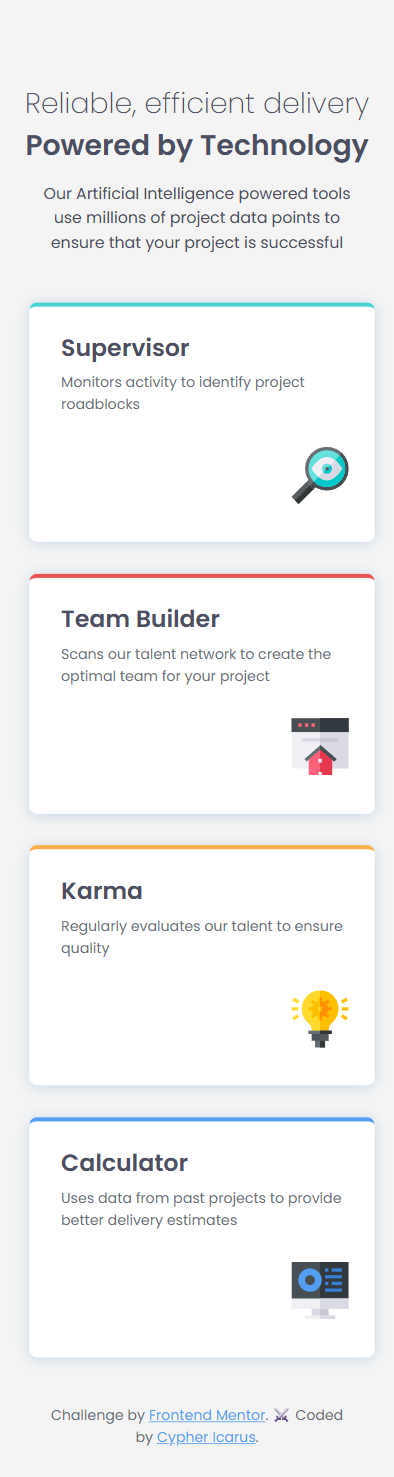 Reliable, efficient delivery
Powered by Technology
Our Artificial Intelligence powered tools
use millions of project data points to
ensure that your project is successful
Supervisor
Monitors activity to identify project
roadblocks
Team Builder
Scans our talent network to create the
optimal team for your project
Karma
Regularly evaluates our talent to ensure
quality
Calculator
Uses data from past projects to provide
better delivery estimates
Challenge by Frontend Mentor. ⚔️ Coded
by Cypher Icarus.